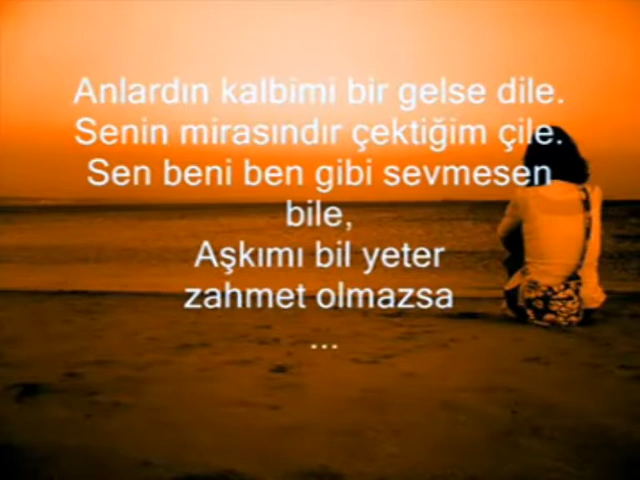 Anlardın kalbimi bir gelse dile.
Senin mirasındır çektiğim çile.
Sen beni ben gibi sevmesen
bile,
Aşkımı bil yeter
zahmet olmazsa
...